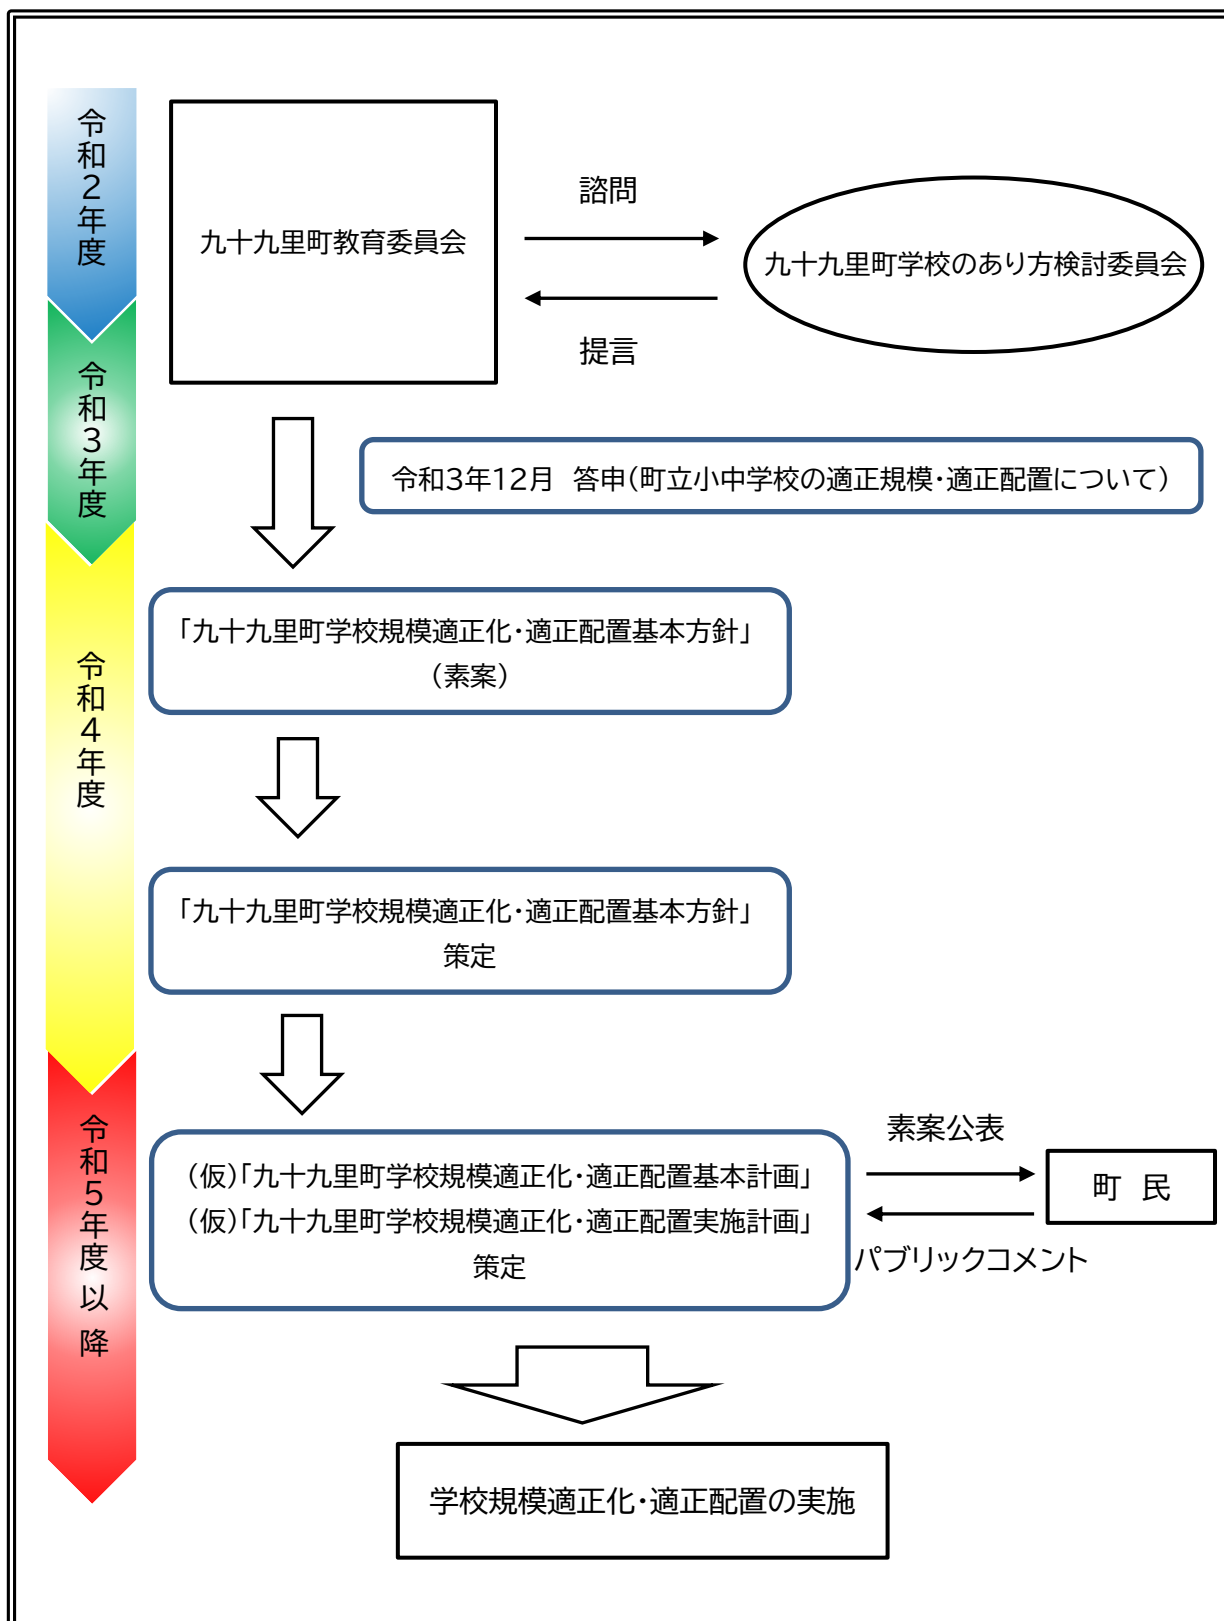 令和２年度
九十九里町教育委員会
諮問
九十九里町学校のあり方検討委員会
提言
令和３年度
令和３年１２月　答申（町立小中学校の適正規模・適正配置について）
令和４年度
「九十九里町学校規模適正化・適正配置基本方針」
（素案）
「九十九里町学校規模適正化・適正配置基本方針」
策定
令和５年度以降
（仮）「九十九里町学校規模適正化・適正配置基本計画」
（仮）「九十九里町学校規模適正化・適正配置実施計画」
策定
素案公表
町　民
パブリックコメント
学校規模適正化・適正配置の実施